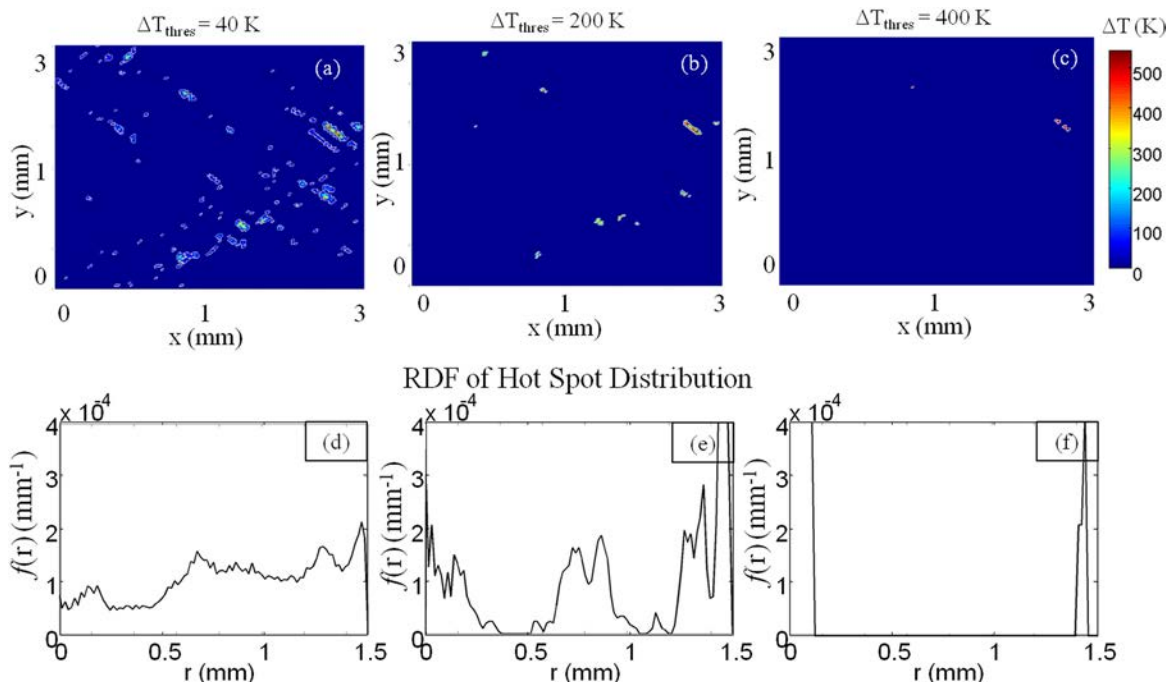 ΔTthres = 40 K
ΔTthres = 200 K
ΔTthres = 400 K
ΔT (K)
(a)
(b)
(c)
3
1
0
y (mm)
0
1
3
x (mm)
3
1
0
y (mm)
0
1
3
x (mm)
3
1
0
y (mm)
0
1
3
x (mm)
500
400
300
200
100
0
RDF of Hot Spot Distribution
x 10-4
(d)
4
3
2
1
0
f(r) (mm-1)
0
0.5
1
1.5
r (mm)
x 10-4
(e)
4
3
2
1
0
f(r) (mm-1)
0
0.5
1
1.5
r (mm)
x 10-4
(f)
4
3
2
1
0
f(r) (mm-1)
0
0.5
1
1.5
r (mm)